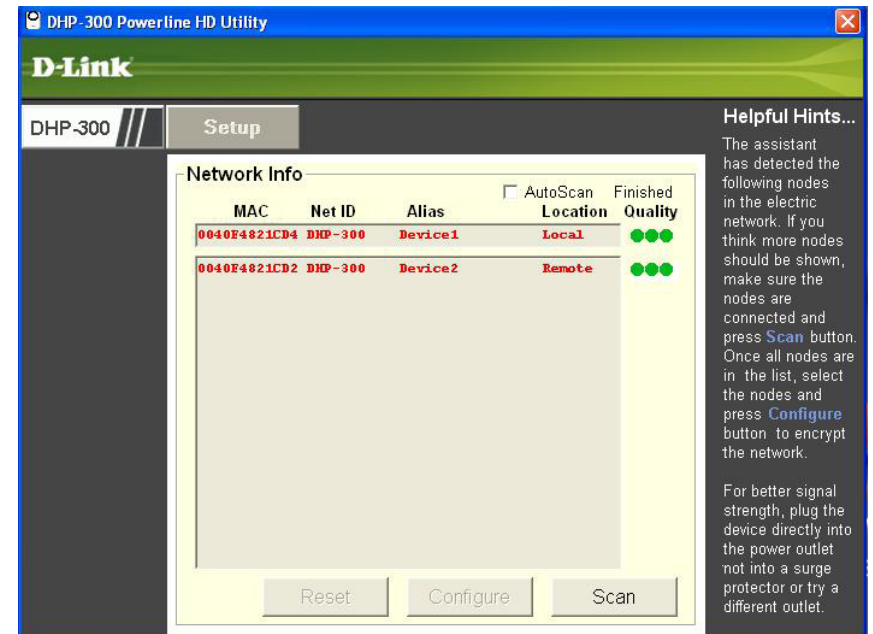 DHP-300 Powerline HD Utility
D-Link
DHP-300
Setup
Network Info
AutoScan Finished
MAC Net ID Alias Location Quality
0040F4821CD4 DHP-300 Device1 Local
0040F4821CD2 DHP-300 Device2 Remote
Reset Configure Scan
Helpful Hints...
The assistant
has detected the
following nodes
in the electric
network. If you
think more nodes
should be shown,
make sure the
nodes are
connected and
press Scan button.
Once all nodes are
in the list, select
the nodes and
press Configure
button to encrypt
the network.
For better signal
strength, plug the
device directly into
the power outlet
not into a surge
protector or try a
different outlet.